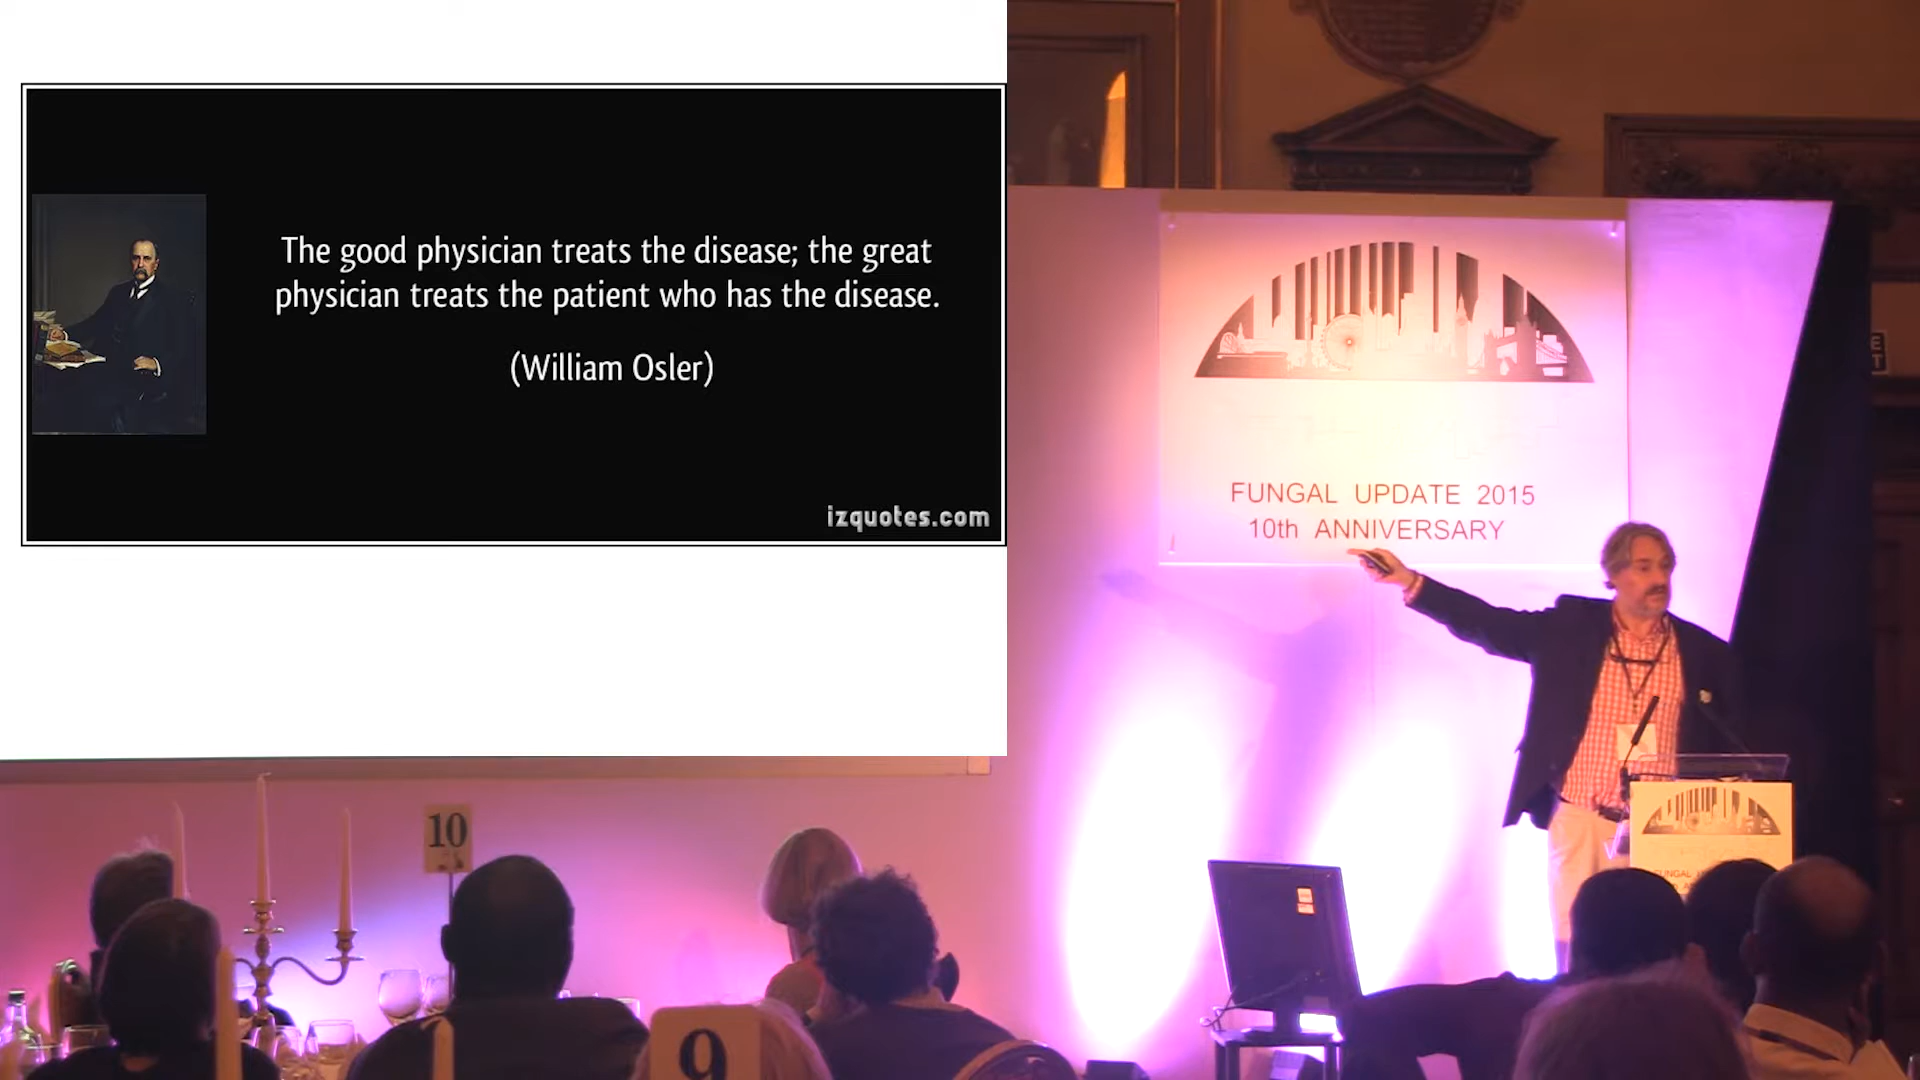 The good physician treats the disease; the great
physician treats the patient who has the disease.
(William Osler)
izquotes.com
FUNGAL UPDATE 2015
10th ANNIVERSARY
10
9
FUNGAL